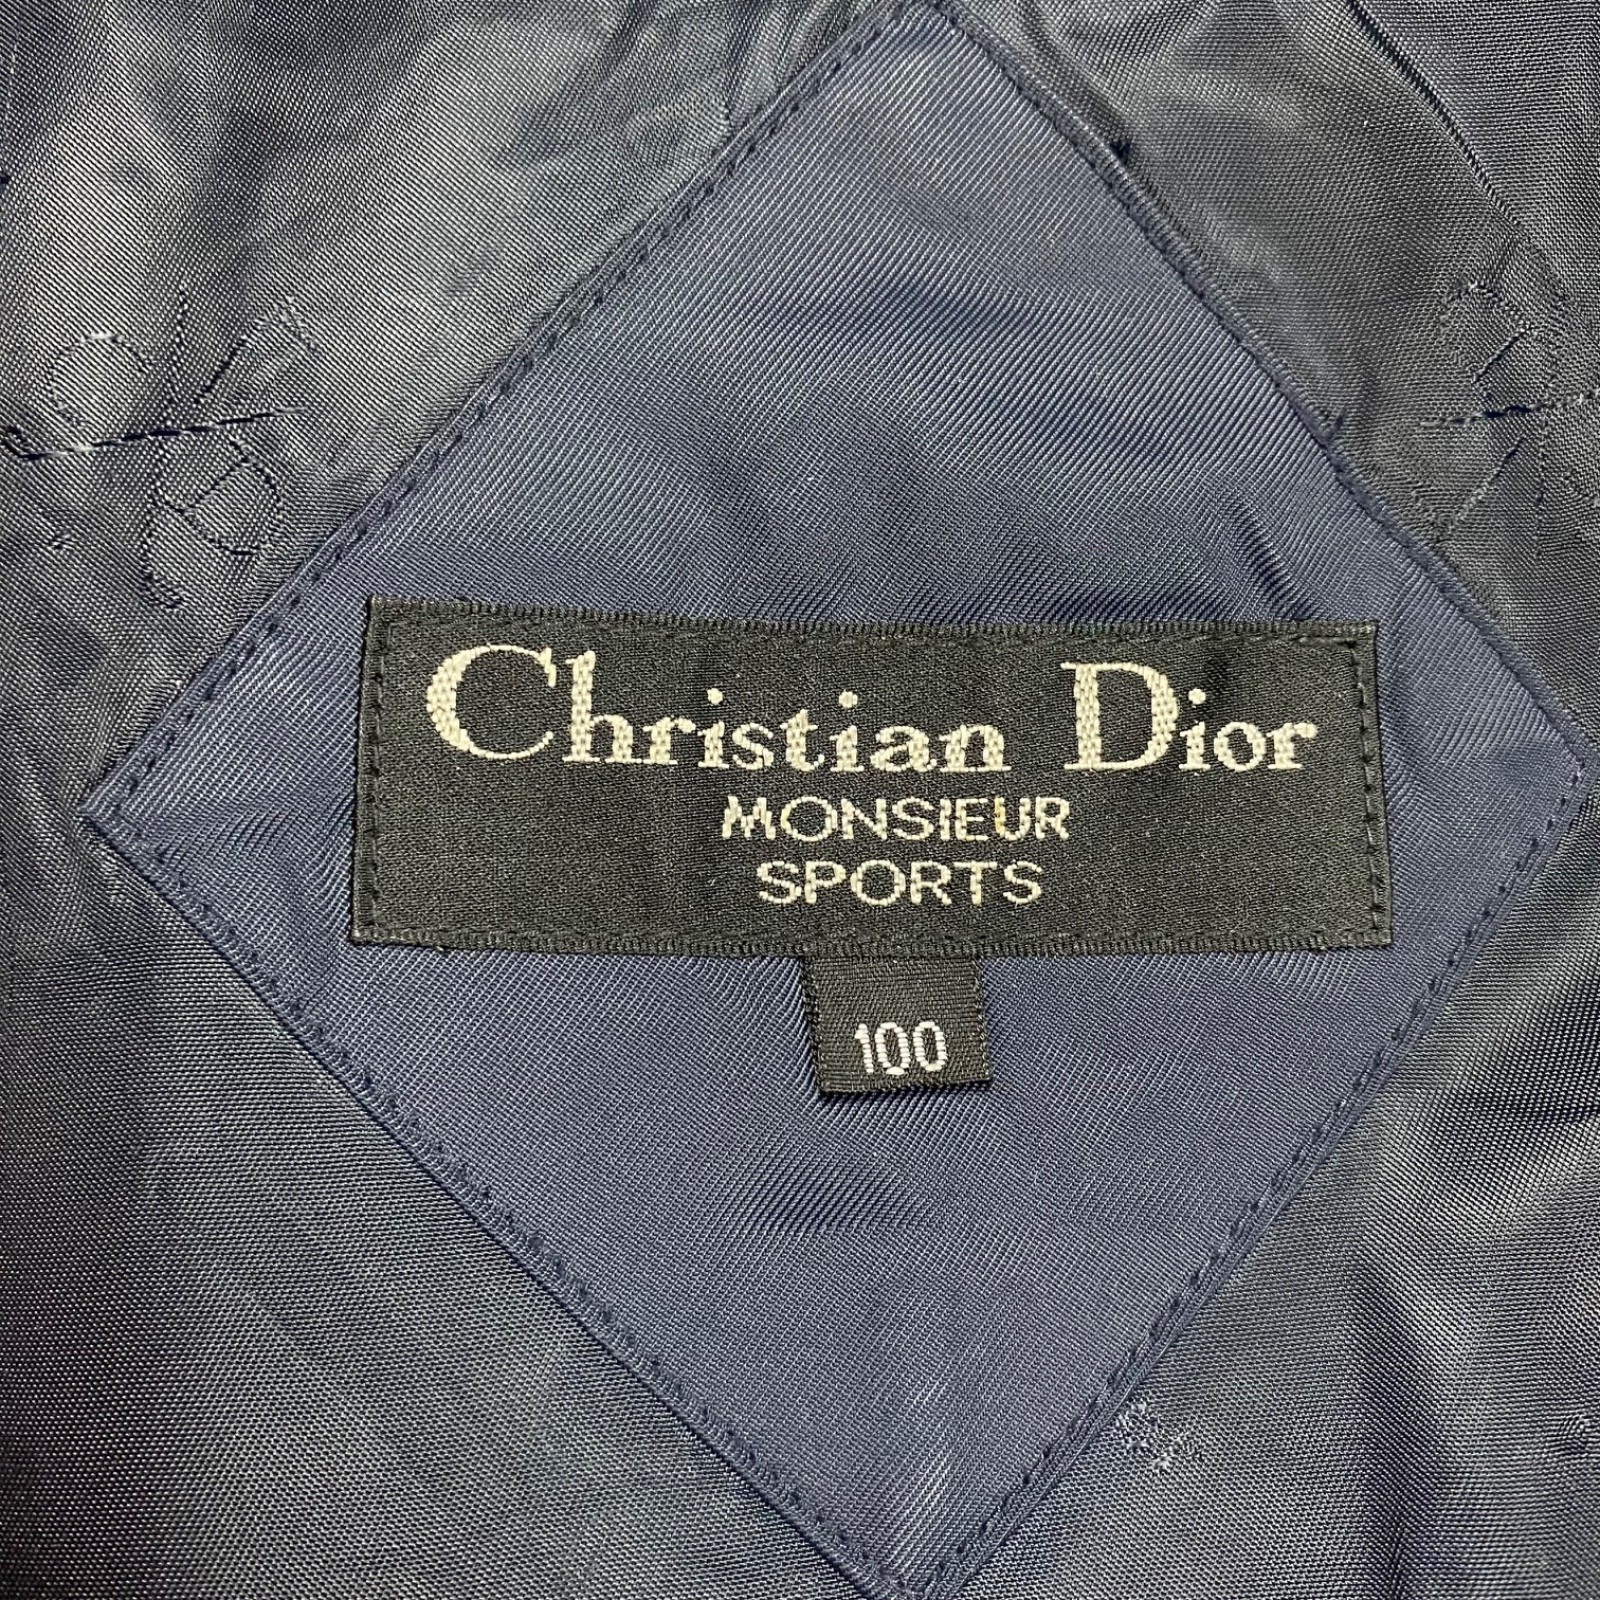 Christian Dior
MONSIEUR
SPORTS
100